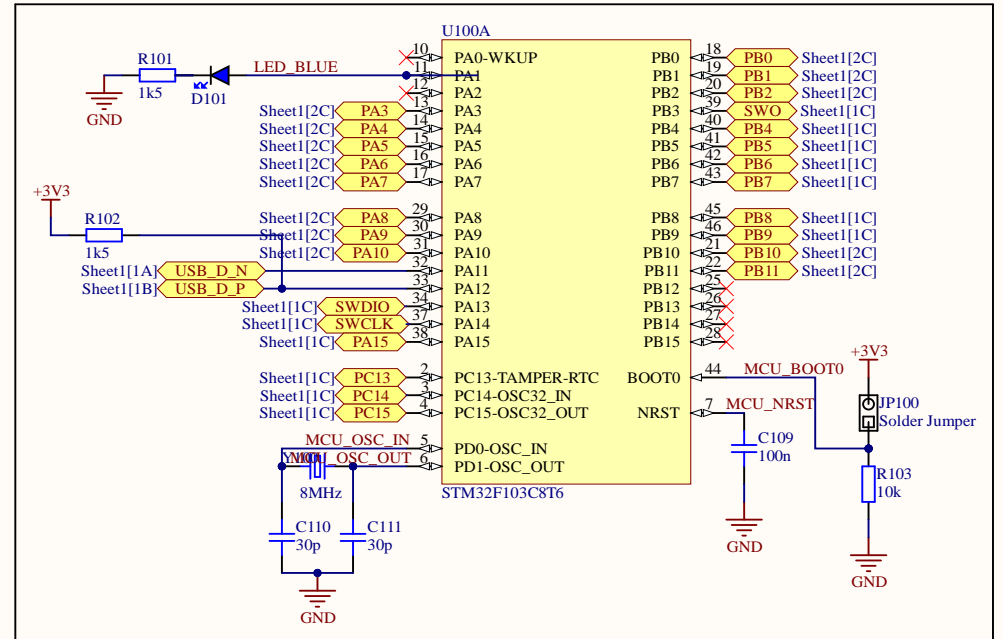 U100A
R101
1k5
D101
LED_BLUE
GND
10 PA0-WKUP
11 PA1
12 PA2
Sheet1[2C] PA3 13 PA3
Sheet1[2C] PA4 14 PA4
Sheet1[2C] PA5 15 PA5
Sheet1[2C] PA6 16 PA6
Sheet1[2C] PA7 17 PA7
+3V3
R102
1k5
Sheet1[2C] PA8 29 PA8
Sheet1[2C] PA9 30 PA9
Sheet1[2C] PA10 31 PA10
Sheet1[1A] USB_D_N 32 PA11
Sheet1[1B] USB_D_P 33 PA12
Sheet1[1C] SWDIO 34 PA13
Sheet1[1C] SWCLK 37 PA14
Sheet1[1C] PA15 38 PA15
Sheet1[1C] PC13 2 PC13-TAMPER-RTC
Sheet1[1C] PC14 3 PC14-OSC32_IN
Sheet1[1C] PC15 4 PC15-OSC32_OUT
MCU_OSC_IN 5 PD0-OSC_IN
MCU_OSC_OUT 6 PD1-OSC_OUT
8MHz
C110
30p
C111
30p
GND
STM32F103C8T6
PB0 18 PB0 Sheet1[2C]
PB1 19 PB1 Sheet1[2C]
PB2 20 PB2 Sheet1[2C]
PB3 39 SWO Sheet1[1C]
PB4 40 PB4 Sheet1[1C]
PB5 41 PB5 Sheet1[1C]
PB6 42 PB6 Sheet1[1C]
PB7 43 PB7 Sheet1[1C]
PB8 45 PB8 Sheet1[1C]
PB9 46 PB9 Sheet1[1C]
PB10 21 PB10 Sheet1[2C]
PB11 22 PB11 Sheet1[2C]
PB12 25
PB13 26
PB14 27
PB15 28
BOOT0 44 MCU_BOOT0
NRST 7 MCU_NRST
C109
100n
GND
+3V3
JP100
Solder Jumper
R103
10k
GND